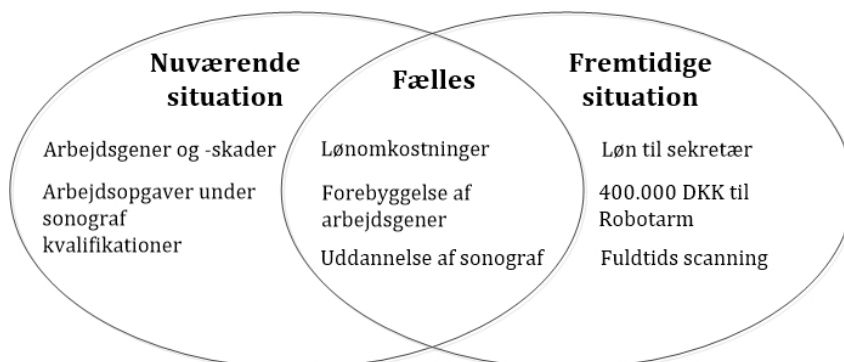 Nuværende
situation
Arbejdsgener og -skader
Arbejdsopgaver under
sonograf
kvalifikationer
Fælles
Lønomkostninger
Forebyggelse af
arbejdsgener
Uddannelse af sonograf
Fremtidige
situation
Løn til sekretær
400.000 DKK til
Robotarm
Fuldtids scanning